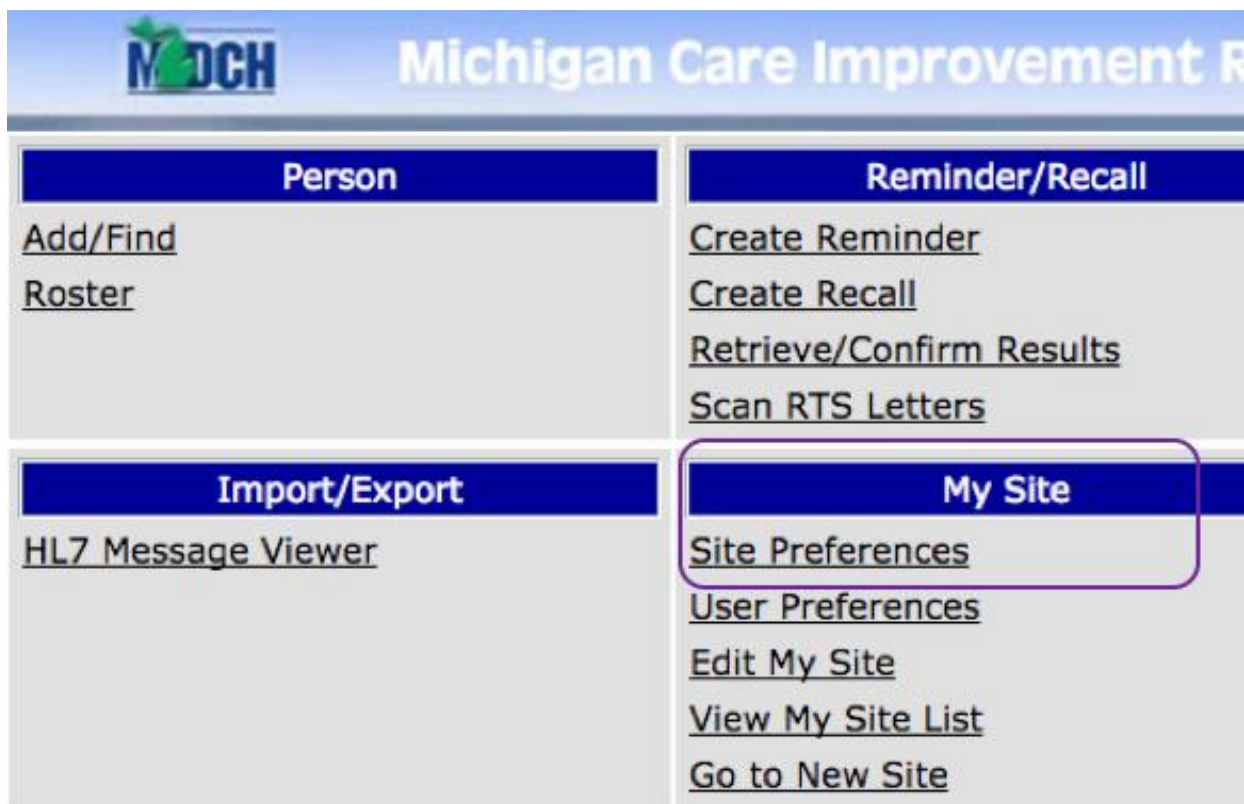 MDCH
Michigan Care Improvement R
Person
Add/Find
Roster
Reminder/Recall
Create Reminder
Create Recall
Retrieve/Confirm Results
Scan RTS Letters
Import/Export
HL7 Message Viewer
My Site
Site Preferences
User Preferences
Edit My Site
View My Site List
Go to New Site